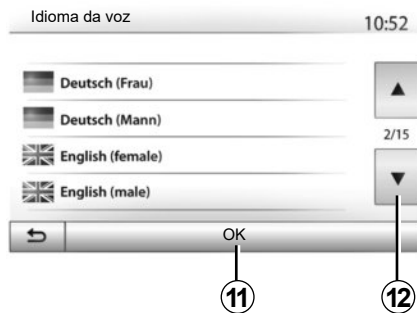 Idioma da voz
10:52
Deutsch (Frau)
Deutsch (Mann)
2/15
English (female)
English (male)
OK
11
12